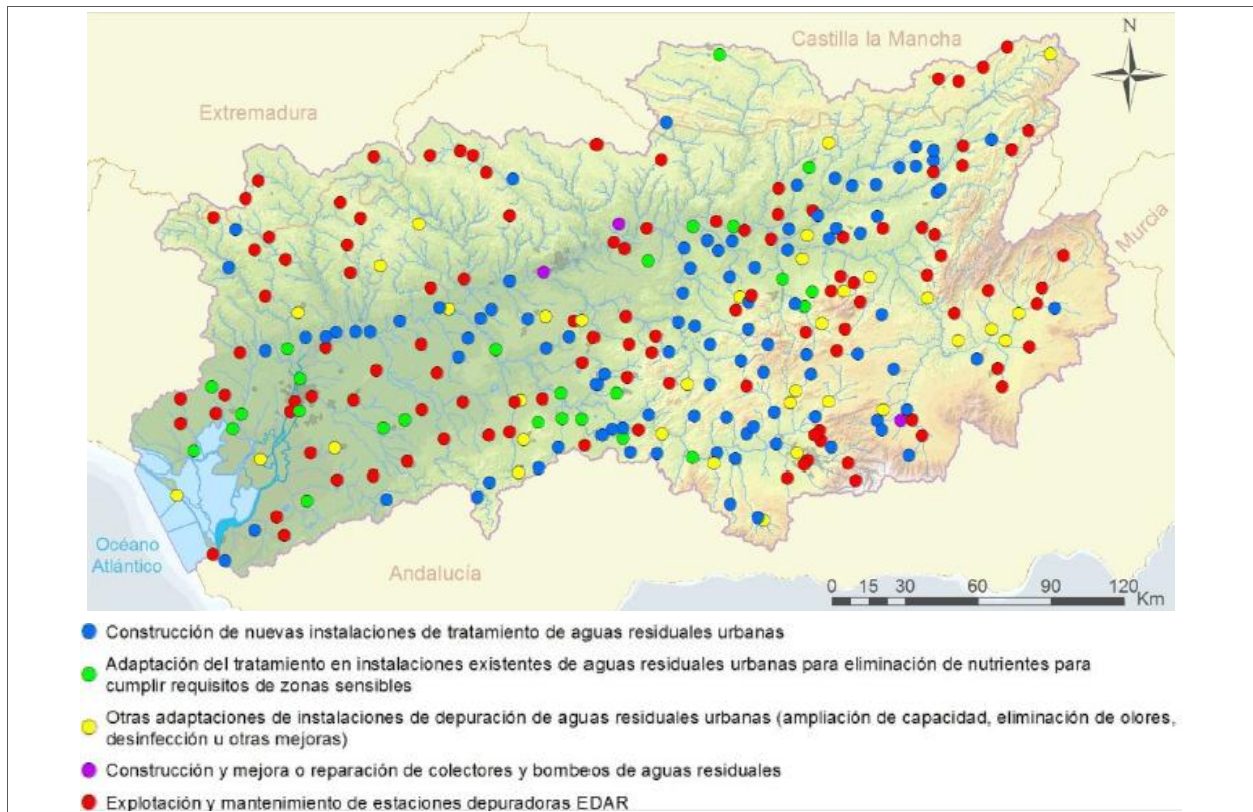 Castilla la Mancha
N
Extremadura
Murcia
Océano
Atlántico
Andalucía
0 15 30 60 90 120
Km
Construcción de nuevas instalaciones de tratamiento de aguas residuales urbanas
Adaptación del tratamiento en instalaciones existentes de aguas residuales urbanas para eliminación de nutrientes para
cumplir requisitos de zonas sensibles
Otras adaptaciones de instalaciones de depuración de aguas residuales urbanas (ampliación de capacidad, eliminación de olores,
desinfección u otras mejoras)
Construcción y mejora o reparación de colectores y bombeos de aguas residuales
Explotación y mantenimiento de estaciones depuradoras EDAR